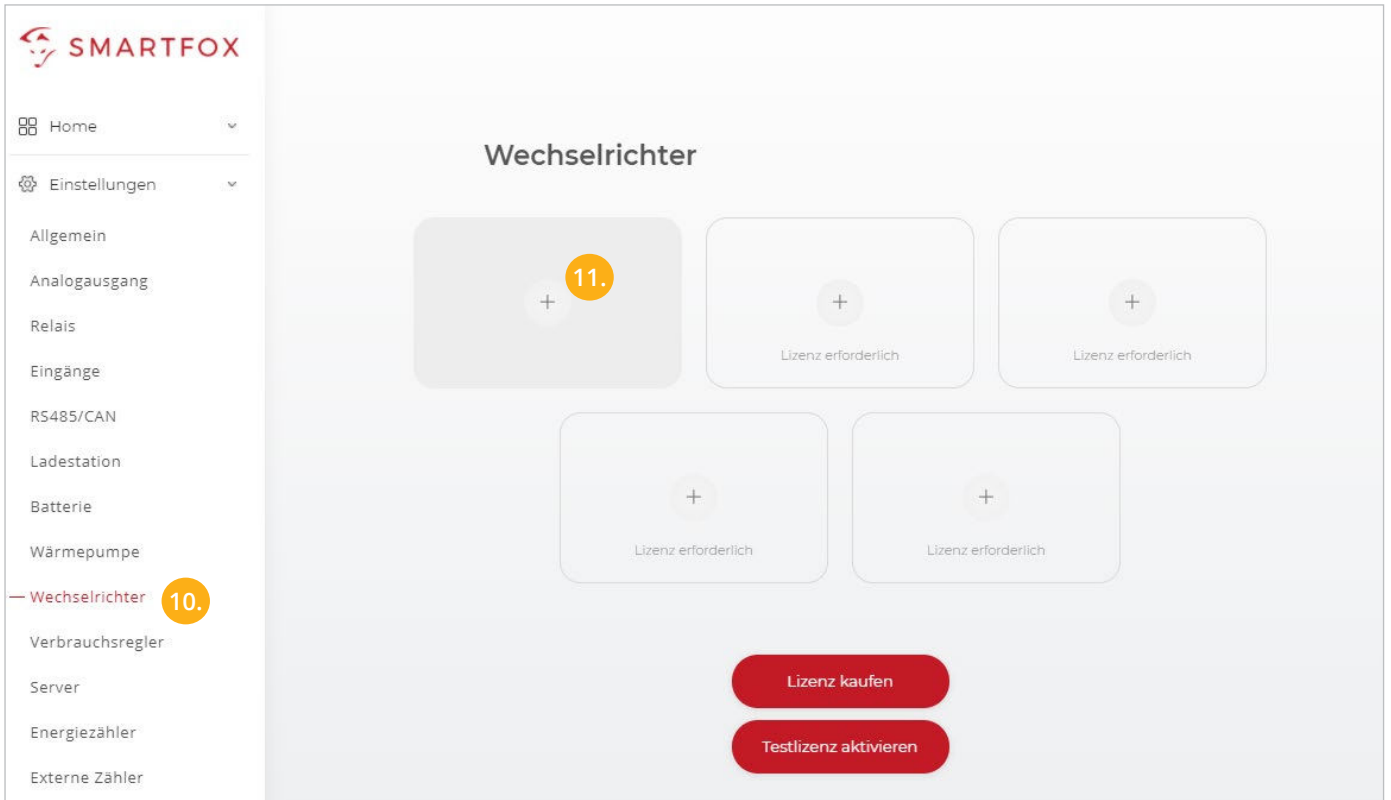 SMARTFOX
Home
Einstellungen
Allgemein
Analogausgang
Relais
Eingänge
RS485/CAN
Ladestation
Batterie
Wärmepumpe
Wechselrichter
10.
Verbrauchsregler
Server
Energiezähler
Externe Zähler
Wechselrichter
+
11.
+
Lizenz erforderlich
+
Lizenz erforderlich
+
Lizenz erforderlich
+
Lizenz erforderlich
Lizenz kaufen
Testlizenz aktivieren